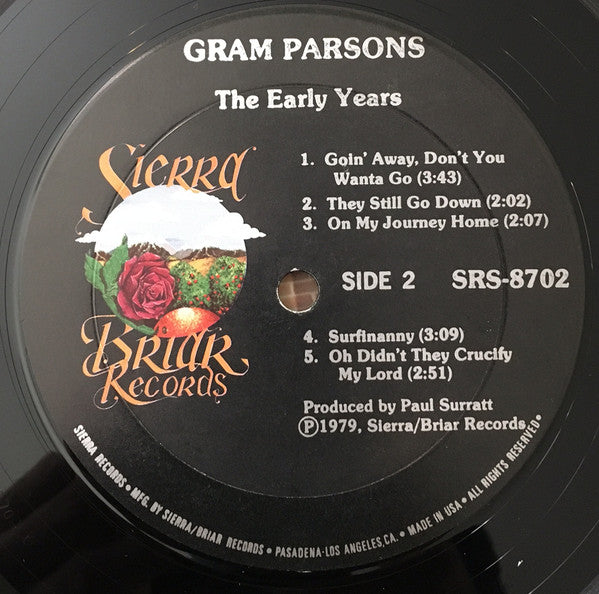 GRAM PARSONS
The Early Years
Sierra
Briar
Records
1. Goin' Away, Don't You
Wanta Go (3:43)
2. They Still Go Down (2:02)
3. On My Journey Home (2:07)
SIDE 2 SRS-8702
4. Surfinanny (3:09)
5. Oh Didn't They Crucify
My Lord (2:51)
Produced by Paul Surratt
Ⓟ1979, Sierra/Briar Records
SIERRA RECORDS • MFG. BY SIERRA/BRIAR RECORDS • PASADENA-LOS ANGELES, CA. • MADE IN USA • ALL RIGHTS RESERVED •